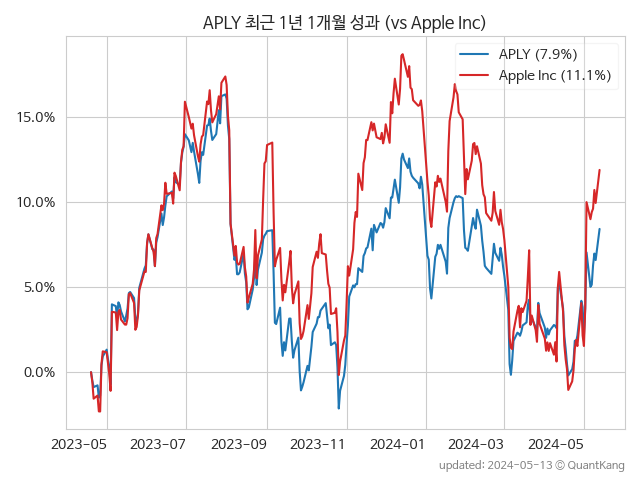 APLY 최근 1년 1개월 성과 (vs Apple Inc)
APLY (7.9%)
Apple Inc (11.1%)
15.0%
10.0%
5.0%
0.0%
2023-05 2023-07 2023-09 2023-11 2024-01 2024-03 2024-05
updated: 2024-05-13 © QuantKang